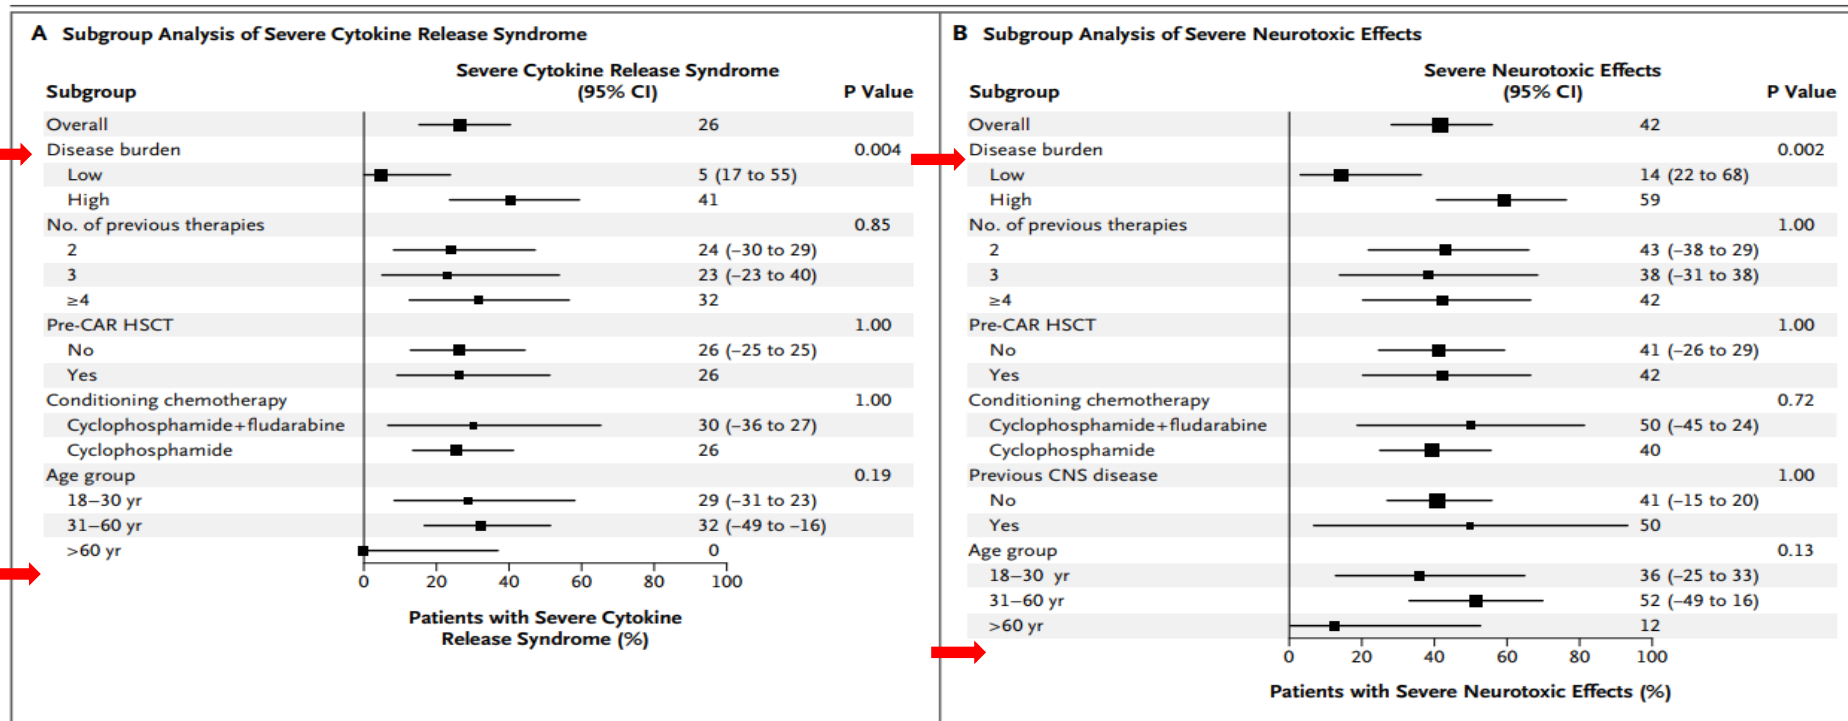 A Subgroup Analysis of Severe Cytokine Release Syndrome
Subgroup Severe Cytokine Release Syndrome (95% CI) P Value
Overall 26
Disease burden 0.004
Low 5 (17 to 55)
High 41
No. of previous therapies 0.85
2 24 (−30 to 29)
3 23 (−23 to 40)
≥4 32
Pre-CAR HSCT 1.00
No 26 (−25 to 25)
Yes 26
Conditioning chemotherapy 1.00
Cyclophosphamide+fludarabine 30 (−36 to 27)
Cyclophosphamide 26
Age group 0.19
18–30 yr 29 (−31 to 23)
31–60 yr 32 (−49 to −16)
>60 yr 0
0 20 40 60 80 100
Patients with Severe Cytokine
Release Syndrome (%)
B Subgroup Analysis of Severe Neurotoxic Effects
Subgroup Severe Neurotoxic Effects (95% CI) P Value
Overall 42
Disease burden 0.002
Low 14 (22 to 68)
High 59
No. of previous therapies 1.00
2 43 (−38 to 29)
3 38 (−31 to 38)
≥4 42
Pre-CAR HSCT 1.00
No 41 (−26 to 29)
Yes 42
Conditioning chemotherapy 0.72
Cyclophosphamide+fludarabine 50 (−45 to 24)
Cyclophosphamide 40
Previous CNS disease 1.00
No 41 (−15 to 20)
Yes 50
Age group 0.13
18–30 yr 36 (−25 to 33)
31–60 yr 52 (−49 to 16)
>60 yr 12
0 20 40 60 80 100
Patients with Severe Neurotoxic Effects (%)